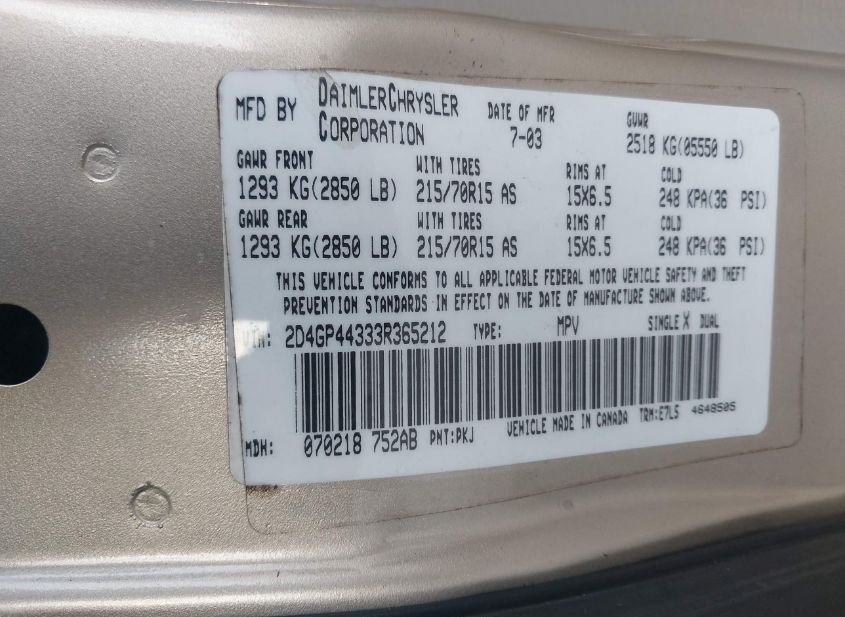 MFD BY DAIMLERCHRYSLER CORPORATION DATE OF MFR 7-03 GVWR 2518 KG(05550 LB)
GAWR FRONT WITH TIRES RIMS AT COLD
1293 KG(2850 LB) 215/70R15 AS 15X6.5 248 KPA(36 PSI)
GAWR REAR WITH TIRES RIMS AT COLD
1293 KG(2850 LB) 215/70R15 AS 15X6.5 248 KPA(36 PSI)
THIS VEHICLE CONFORMS TO ALL APPLICABLE FEDERAL MOTOR VEHICLE SAFETY AND THEFT
PREVENTION STANDARDS IN EFFECT ON THE DATE OF MANUFACTURE SHOWN ABOVE.
VIN: 2D4GP44333R365212 TYPE: MPV SINGLE X DUAL
MDH: 070218 752AB PNT:PKJ VEHICLE MADE IN CANADA TRM:E7L5 4648505